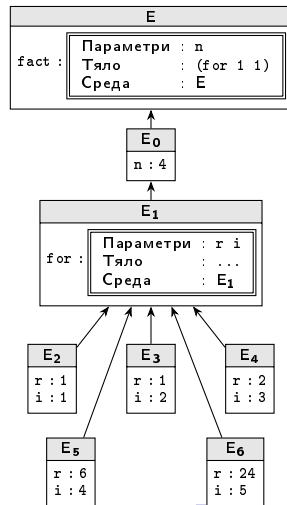 E
fact :
Параметри : n
Тяло : (for 1 1)
Среда : E
E0
n : 4
E1
for :
Параметри : r i
Тяло : ...
Среда : E1
E2
r : 1
i : 1
E3
r : 1
i : 2
E4
r : 2
i : 3
E5
r : 6
i : 4
E6
r : 24
i : 5